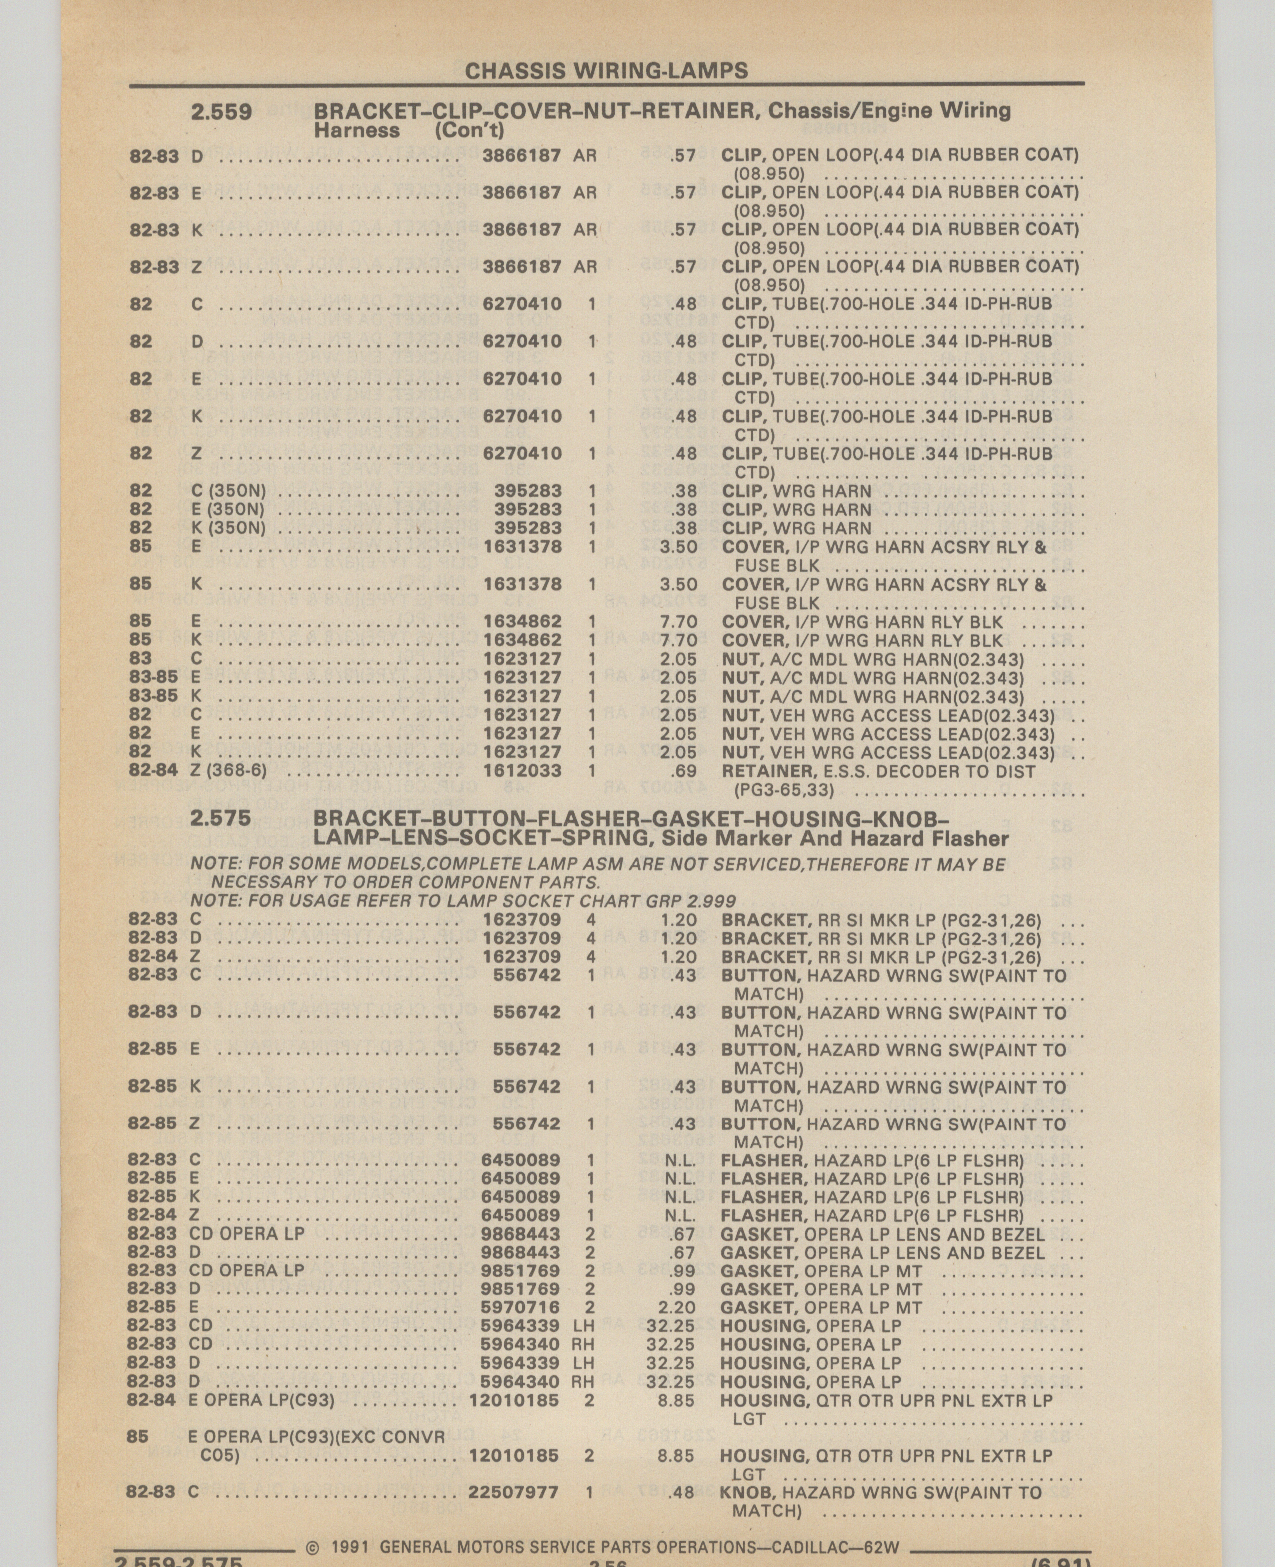 CHASSIS WIRING-LAMPS
2.559 BRACKET–CLIP–COVER–NUT–RETAINER, Chassis/Engine Wiring
Harness (Con't)
82-83 D .......................... 3866187 AR .57 CLIP, OPEN LOOP(.44 DIA RUBBER COAT)
(08.950) ............................
82-83 E .......................... 3866187 AR .57 CLIP, OPEN LOOP(.44 DIA RUBBER COAT)
(08.950) ............................
82-83 K .......................... 3866187 AR .57 CLIP, OPEN LOOP(.44 DIA RUBBER COAT)
(08.950) ............................
82-83 Z .......................... 3866187 AR .57 CLIP, OPEN LOOP(.44 DIA RUBBER COAT)
(08.950) ............................
82 C .......................... 6270410 1 .48 CLIP, TUBE(.700-HOLE .344 ID-PH-RUB
CTD) ...............................
82 D .......................... 6270410 1 .48 CLIP, TUBE(.700-HOLE .344 ID-PH-RUB
CTD) ...............................
82 E .......................... 6270410 1 .48 CLIP, TUBE(.700-HOLE .344 ID-PH-RUB
CTD) ...............................
82 K .......................... 6270410 1 .48 CLIP, TUBE(.700-HOLE .344 ID-PH-RUB
CTD) ...............................
82 Z .......................... 6270410 1 .48 CLIP, TUBE(.700-HOLE .344 ID-PH-RUB
CTD) ...............................
82 C (350N) .................... 395283 1 .38 CLIP, WRG HARN ......................
82 E (350N) .................... 395283 1 .38 CLIP, WRG HARN ......................
82 K (350N) .................... 395283 1 .38 CLIP, WRG HARN ......................
85 E .......................... 1631378 1 3.50 COVER, I/P WRG HARN ACSRY RLY &
FUSE BLK ...........................
85 K .......................... 1631378 1 3.50 COVER, I/P WRG HARN ACSRY RLY &
FUSE BLK ...........................
85 E .......................... 1634862 1 7.70 COVER, I/P WRG HARN RLY BLK .......
85 K .......................... 1634862 1 7.70 COVER, I/P WRG HARN RLY BLK .......
83 C .......................... 1623127 1 2.05 NUT, A/C MDL WRG HARN(02.343) .....
83-85 E .......................... 1623127 1 2.05 NUT, A/C MDL WRG HARN(02.343) .....
83-85 K .......................... 1623127 1 2.05 NUT, A/C MDL WRG HARN(02.343) .....
82 C .......................... 1623127 1 2.05 NUT, VEH WRG ACCESS LEAD(02.343) ..
82 E .......................... 1623127 1 2.05 NUT, VEH WRG ACCESS LEAD(02.343) ..
82 K .......................... 1623127 1 2.05 NUT, VEH WRG ACCESS LEAD(02.343) ..
82-84 Z (368-6) ................... 1612033 1 .69 RETAINER, E.S.S. DECODER TO DIST
(PG3-65,33) .........................
2.575 BRACKET–BUTTON–FLASHER–GASKET–HOUSING–KNOB–
LAMP–LENS–SOCKET–SPRING, Side Marker And Hazard Flasher
NOTE: FOR SOME MODELS,COMPLETE LAMP ASM ARE NOT SERVICED,THEREFORE IT MAY BE
NECESSARY TO ORDER COMPONENT PARTS.
NOTE: FOR USAGE REFER TO LAMP SOCKET CHART GRP 2.999
82-83 C .......................... 1623709 4 1.20 BRACKET, RR SI MKR LP (PG2-31,26) ...
82-83 D .......................... 1623709 4 1.20 BRACKET, RR SI MKR LP (PG2-31,26) ...
82-84 Z .......................... 1623709 4 1.20 BRACKET, RR SI MKR LP (PG2-31,26) ...
82-83 C .......................... 556742 1 .43 BUTTON, HAZARD WRNG SW(PAINT TO
MATCH) ............................
82-83 D .......................... 556742 1 .43 BUTTON, HAZARD WRNG SW(PAINT TO
MATCH) ............................
82-85 E .......................... 556742 1 .43 BUTTON, HAZARD WRNG SW(PAINT TO
MATCH) ............................
82-85 K .......................... 556742 1 .43 BUTTON, HAZARD WRNG SW(PAINT TO
MATCH) ............................
82-85 Z .......................... 556742 1 .43 BUTTON, HAZARD WRNG SW(PAINT TO
MATCH) ............................
82-83 C .......................... 6450089 1 N.L. FLASHER, HAZARD LP(6 LP FLSHR) .....
82-85 E .......................... 6450089 1 N.L. FLASHER, HAZARD LP(6 LP FLSHR) .....
82-85 K .......................... 6450089 1 N.L. FLASHER, HAZARD LP(6 LP FLSHR) .....
82-84 Z .......................... 6450089 1 N.L. FLASHER, HAZARD LP(6 LP FLSHR) .....
82-83 CD OPERA LP ............... 9868443 2 .67 GASKET, OPERA LP LENS AND BEZEL ...
82-83 D .......................... 9868443 2 .67 GASKET, OPERA LP LENS AND BEZEL ...
82-83 CD OPERA LP ............... 9851769 2 .99 GASKET, OPERA LP MT ...............
82-83 D .......................... 9851769 2 .99 GASKET, OPERA LP MT ...............
82-85 E .......................... 5970716 2 2.20 GASKET, OPERA LP MT ...............
82-83 CD ......................... 5964339 LH 32.25 HOUSING, OPERA LP ..................
82-83 CD ......................... 5964340 RH 32.25 HOUSING, OPERA LP ..................
82-83 D .......................... 5964339 LH 32.25 HOUSING, OPERA LP ..................
82-83 D .......................... 5964340 RH 32.25 HOUSING, OPERA LP ..................
82-84 E OPERA LP(C93) ........... 12010185 2 8.85 HOUSING, QTR OTR UPR PNL EXTR LP
LGT ................................
85 E OPERA LP(C93)(EXC CONVR
C05) ...................... 12010185 2 8.85 HOUSING, QTR OTR UPR PNL EXTR LP
LGT ................................
82-83 C .......................... 22507977 1 .48 KNOB, HAZARD WRNG SW(PAINT TO
MATCH) ............................
© 1991 GENERAL MOTORS SERVICE PARTS OPERATIONS—CADILLAC—62W
2.559-2.575 2-56 (6-91)